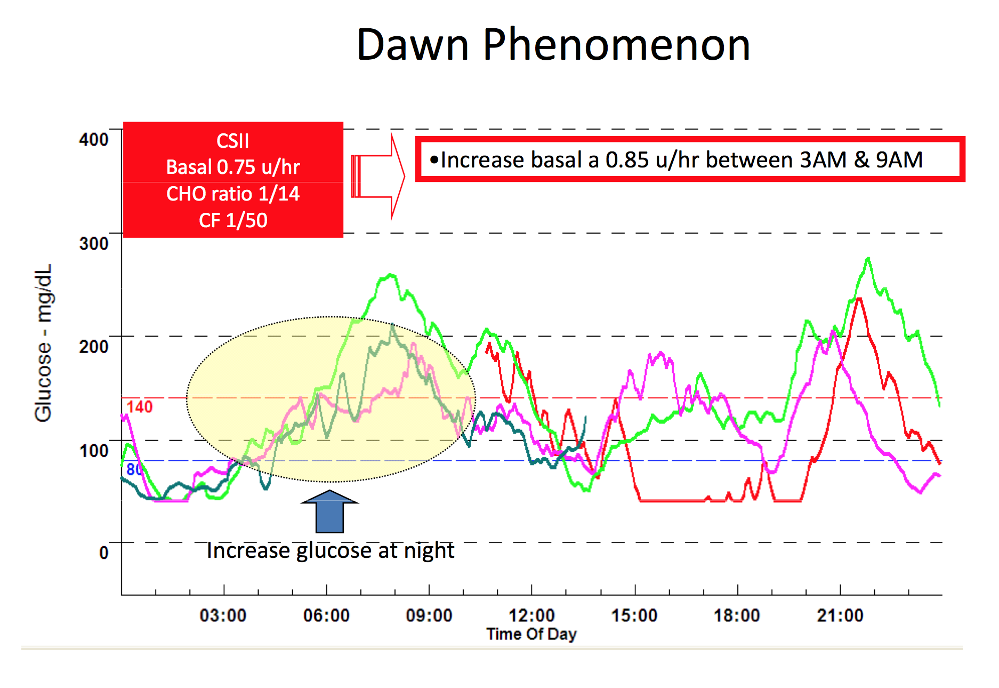 Dawn Phenomenon
CSII
Basal 0.75 u/hr
CHO ratio 1/14
CF 1/50
•Increase basal a 0.85 u/hr between 3AM & 9AM
Glucose - mg/dL
400
300
200
140
100
80
0
Increase glucose at night
03:00 06:00 09:00 12:00 15:00 18:00 21:00
Time Of Day